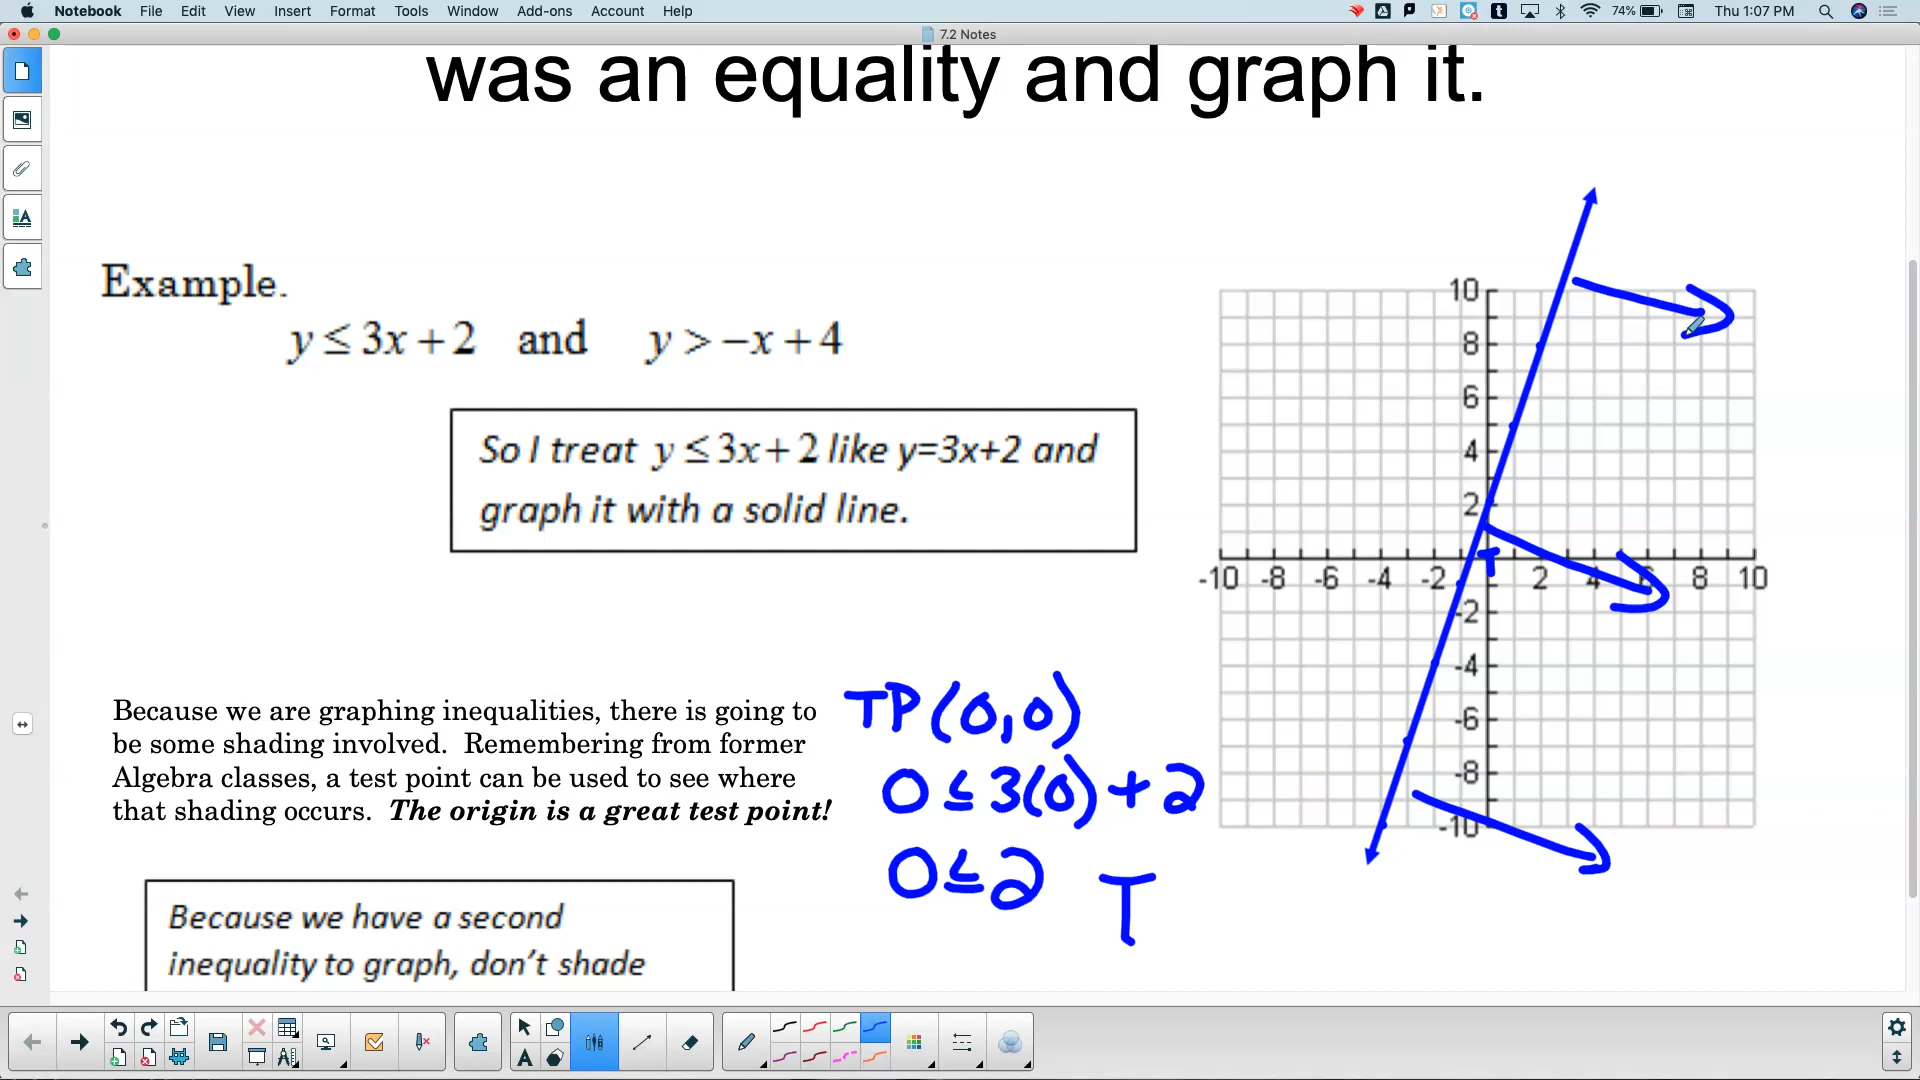 Notebook File Edit View Insert Format Tools Window Add-ons Account Help 74% Thu 1:07 PM
7.2 Notes
was an equality and graph it.
Example.
y ≤ 3x + 2 and y > −x + 4
So I treat y ≤ 3x + 2 like y=3x+2 and
graph it with a solid line.
10
8
6
4
2
-10 -8 -6 -4 -2 2 4 6 8 10
-2
-4
-6
-8
-10
T
Because we are graphing inequalities, there is going to
be some shading involved. Remembering from former
Algebra classes, a test point can be used to see where
that shading occurs. The origin is a great test point!
TP (0,0)
0 ≤ 3(0) + 2
0 ≤ 2 T
Because we have a second
inequality to graph, don't shade